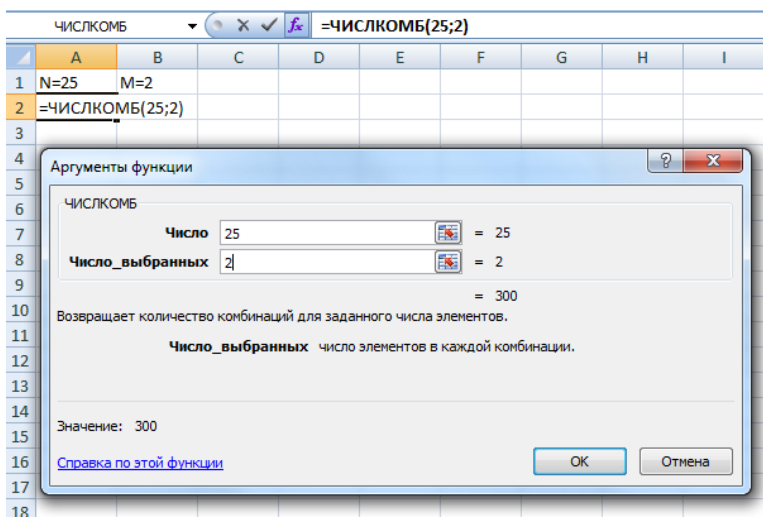 ЧИСЛКОМБ fx =ЧИСЛКОМБ(25;2)
A B C D E F G H I
1 N=25 M=2
2 =ЧИСЛКОМБ(25;2)
3
4
Аргументы функции ? X
5
6
ЧИСЛКОМБ
7
Число 25 = 25
8
Число_выбранных 2 = 2
9
= 300
10
Возвращает количество комбинаций для заданного числа элементов.
11
Число_выбранных число элементов в каждой комбинации.
12
13
14
Значение: 300
15
16
Справка по этой функции ОК Отмена
17
18